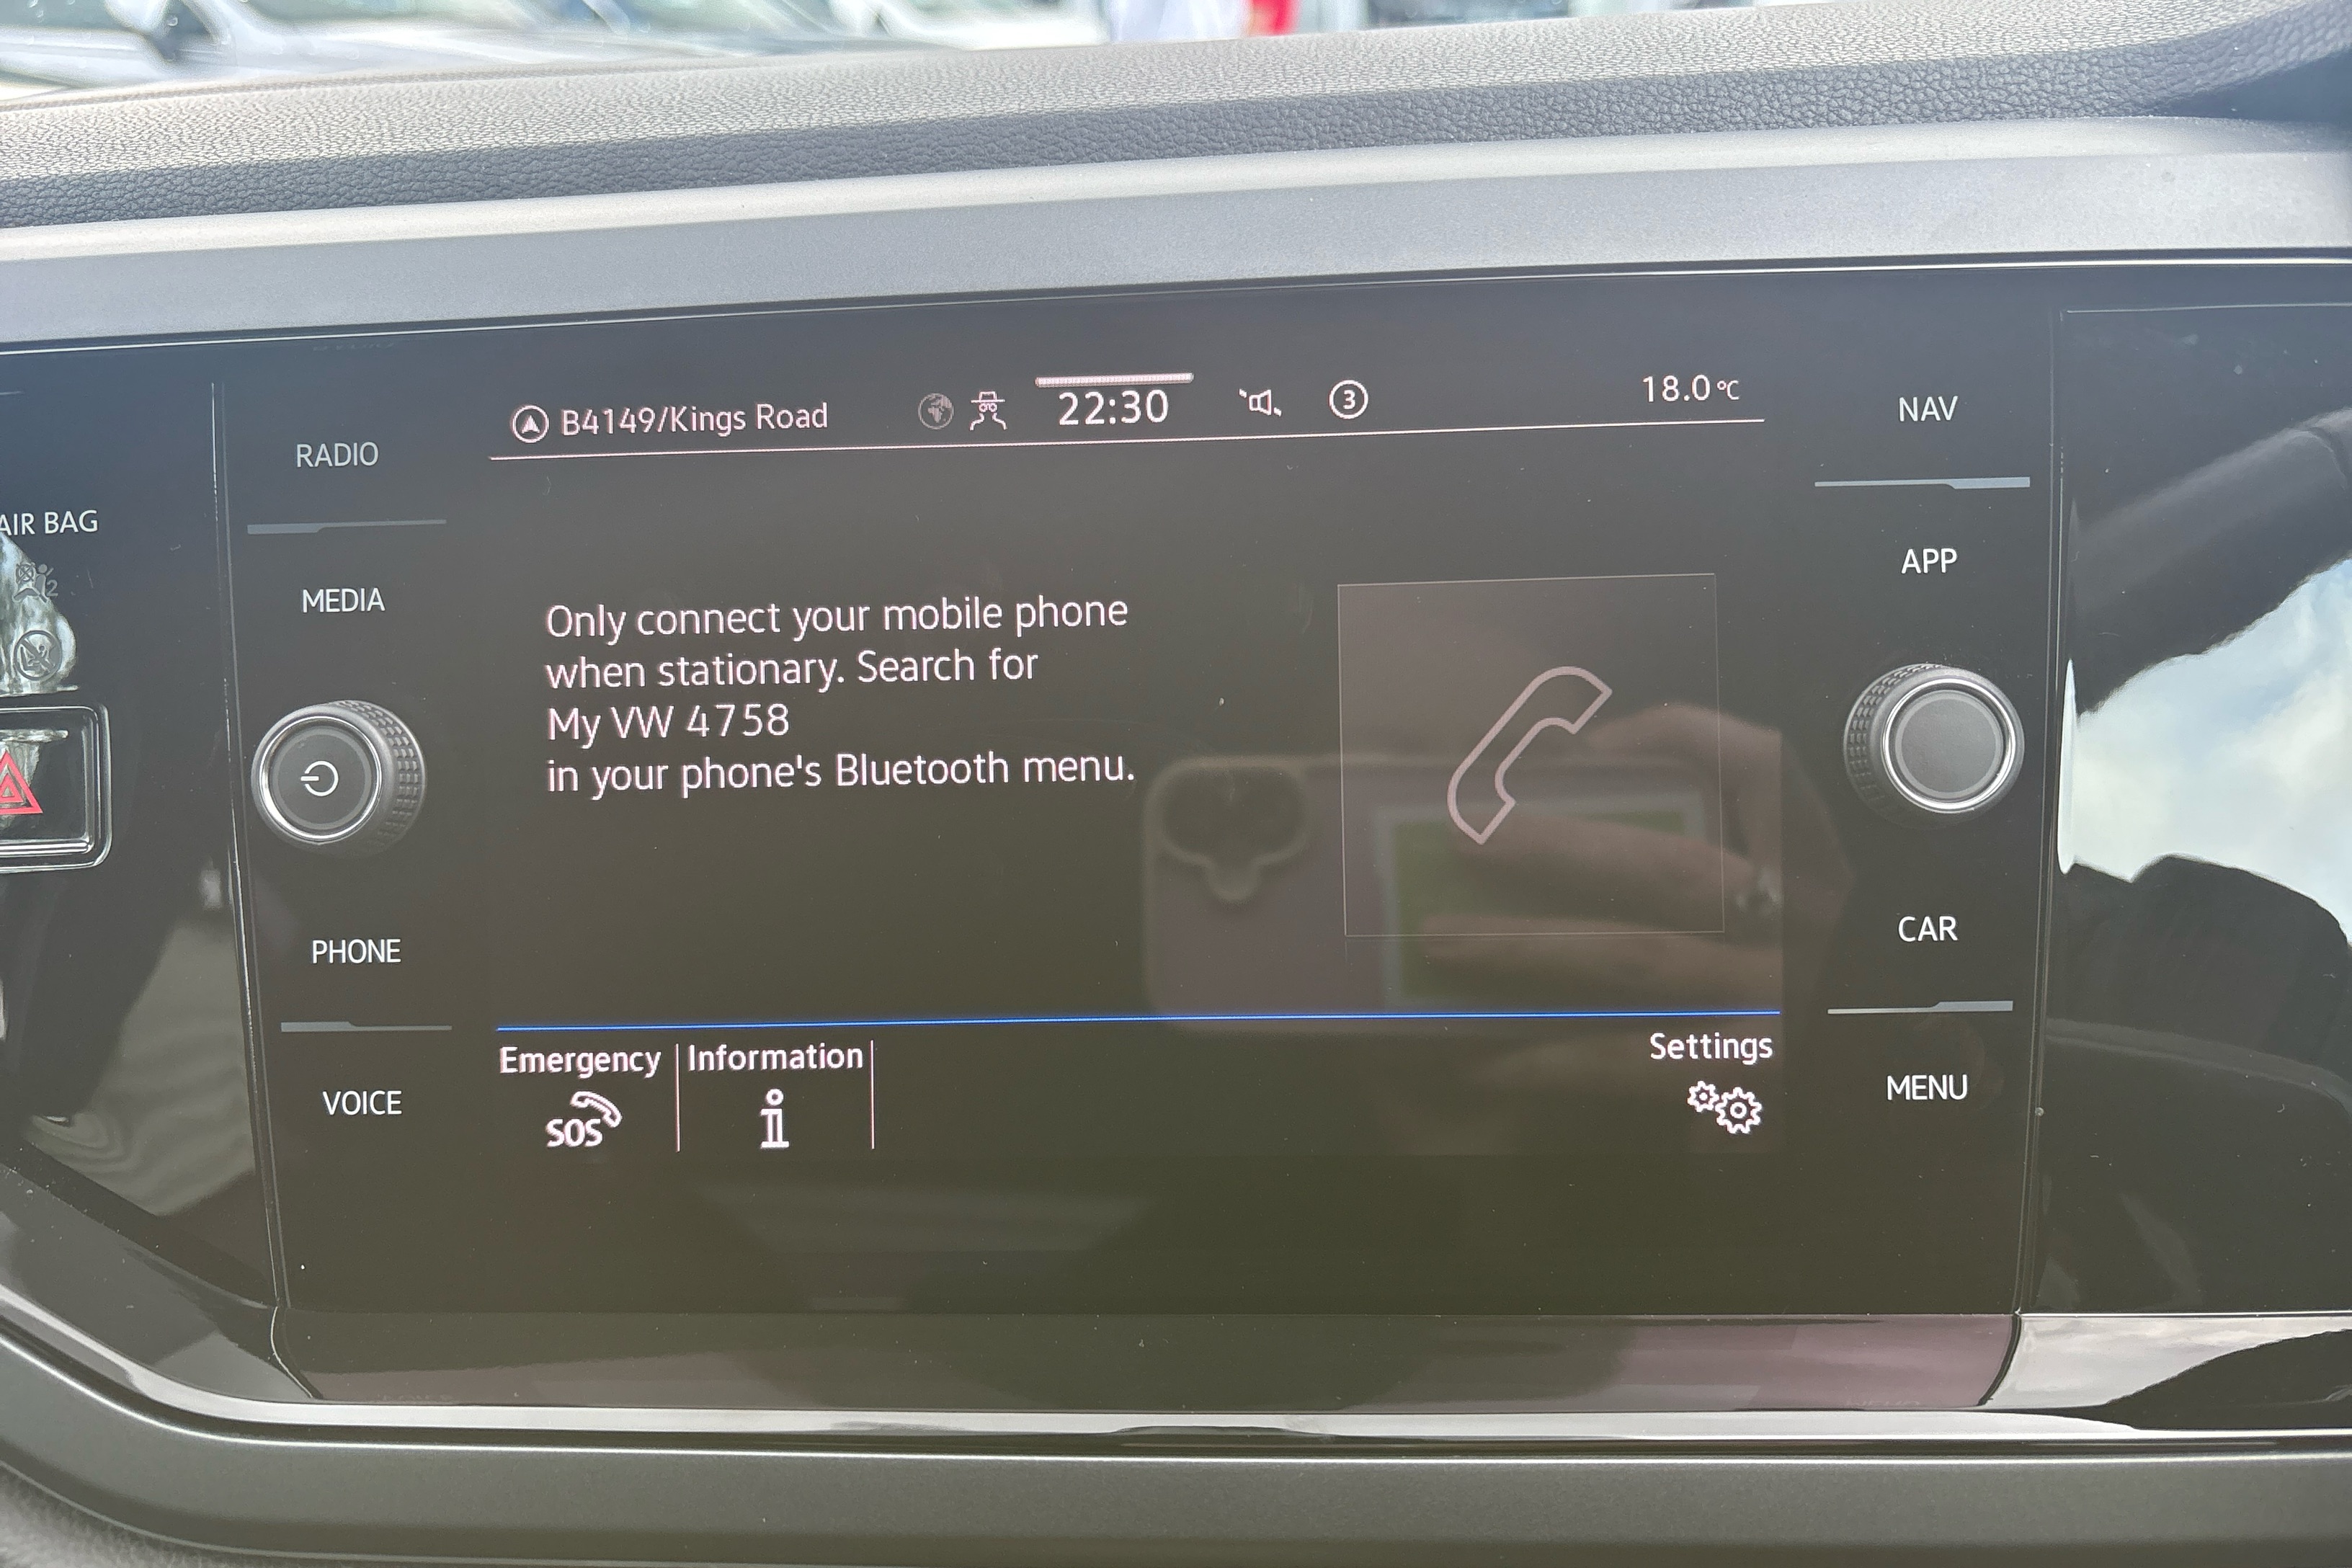 B4149/Kings Road
22:30
3
18.0°C
RADIO
NAV
AIR BAG
MEDIA
APP
Only connect your mobile phone
when stationary. Search for
My VW 4758
in your phone's Bluetooth menu.
PHONE
CAR
Emergency
Information
Settings
SOS
i
VOICE
MENU